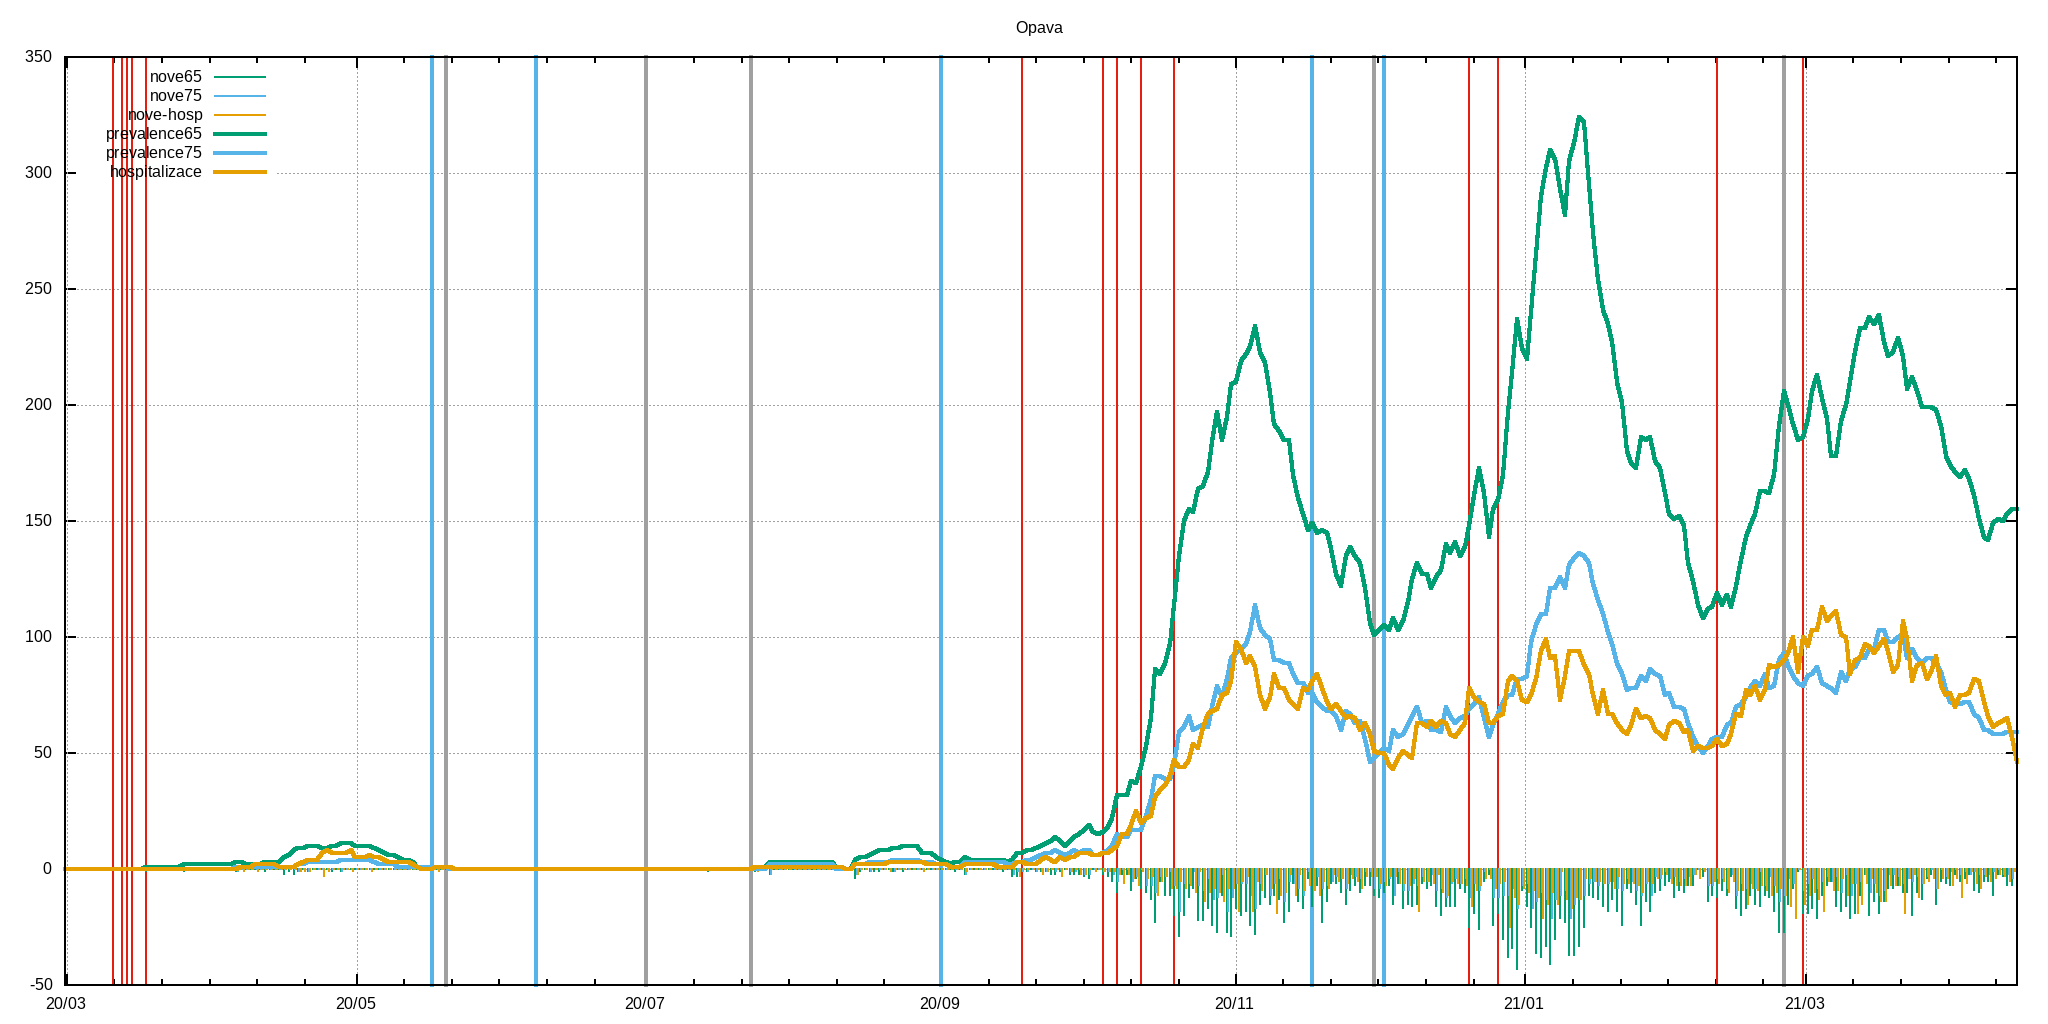 Opava
350
300
250
200
150
100
50
0
-50
nove65
nove75
nove-hosp
prevalence65
prevalence75
hospitalizace
20/03 20/05 20/07 20/09 20/11 21/01 21/03